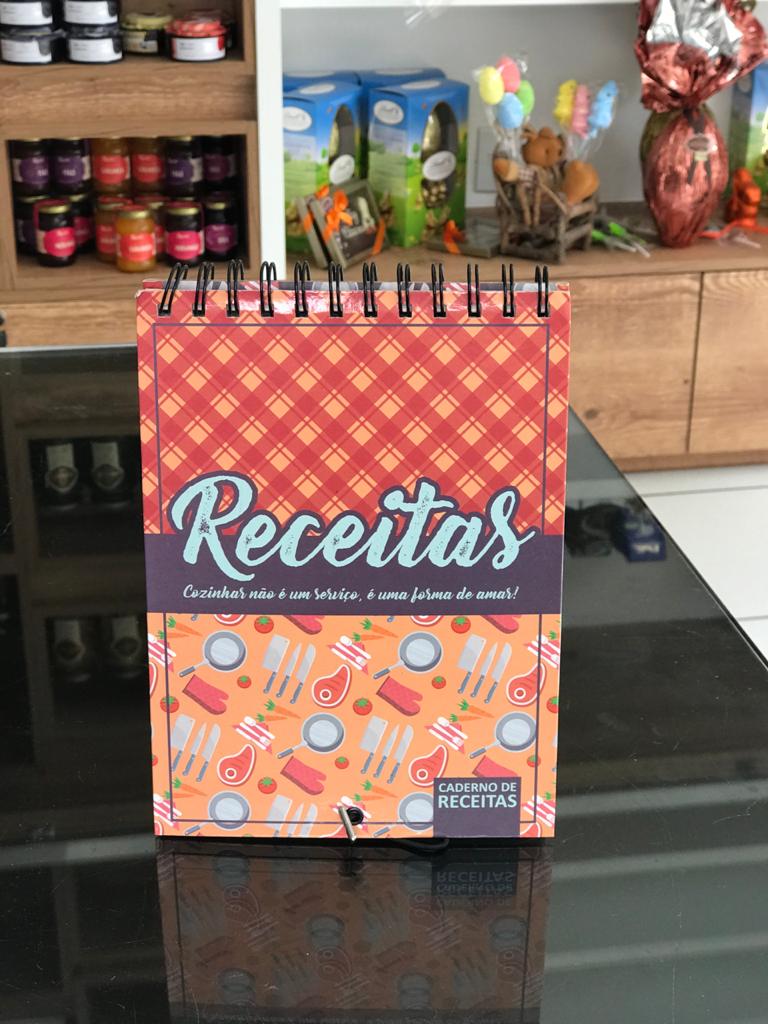 Receitas
Cozinhar não é um serviço, é uma forma de amar!
CADERNO DE
RECEITAS